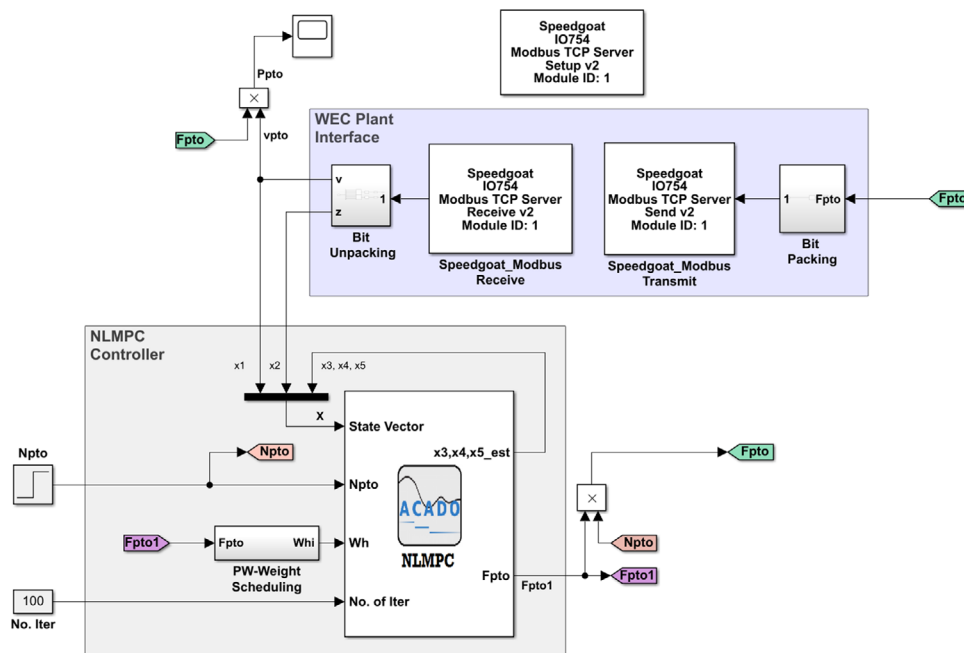 Speedgoat
IO754
Modbus TCP Server
Setup v2
Module ID: 1
Ppto
Fpto
vpto
WEC Plant
Interface
v
z
1
Bit
Unpacking
Speedgoat
IO754
Modbus TCP Server
Receive v2
Module ID: 1
Speedgoat_Modbus
Receive
Speedgoat
IO754
Modbus TCP Server
Send v2
Module ID: 1
Speedgoat_Modbus
Transmit
1
Fpto
Bit
Packing
Fpto
NLMPC
Controller
x1
x2
x3, x4, x5
X
State Vector
x3,x4,x5_est
Npto
Npto
Npto
ACADO
NLMPC
Fpto1
Fpto
Whi
PW-Weight
Scheduling
Wh
Fpto
Fpto1
100
No. Iter
No. of Iter
Fpto
Npto
Fpto1